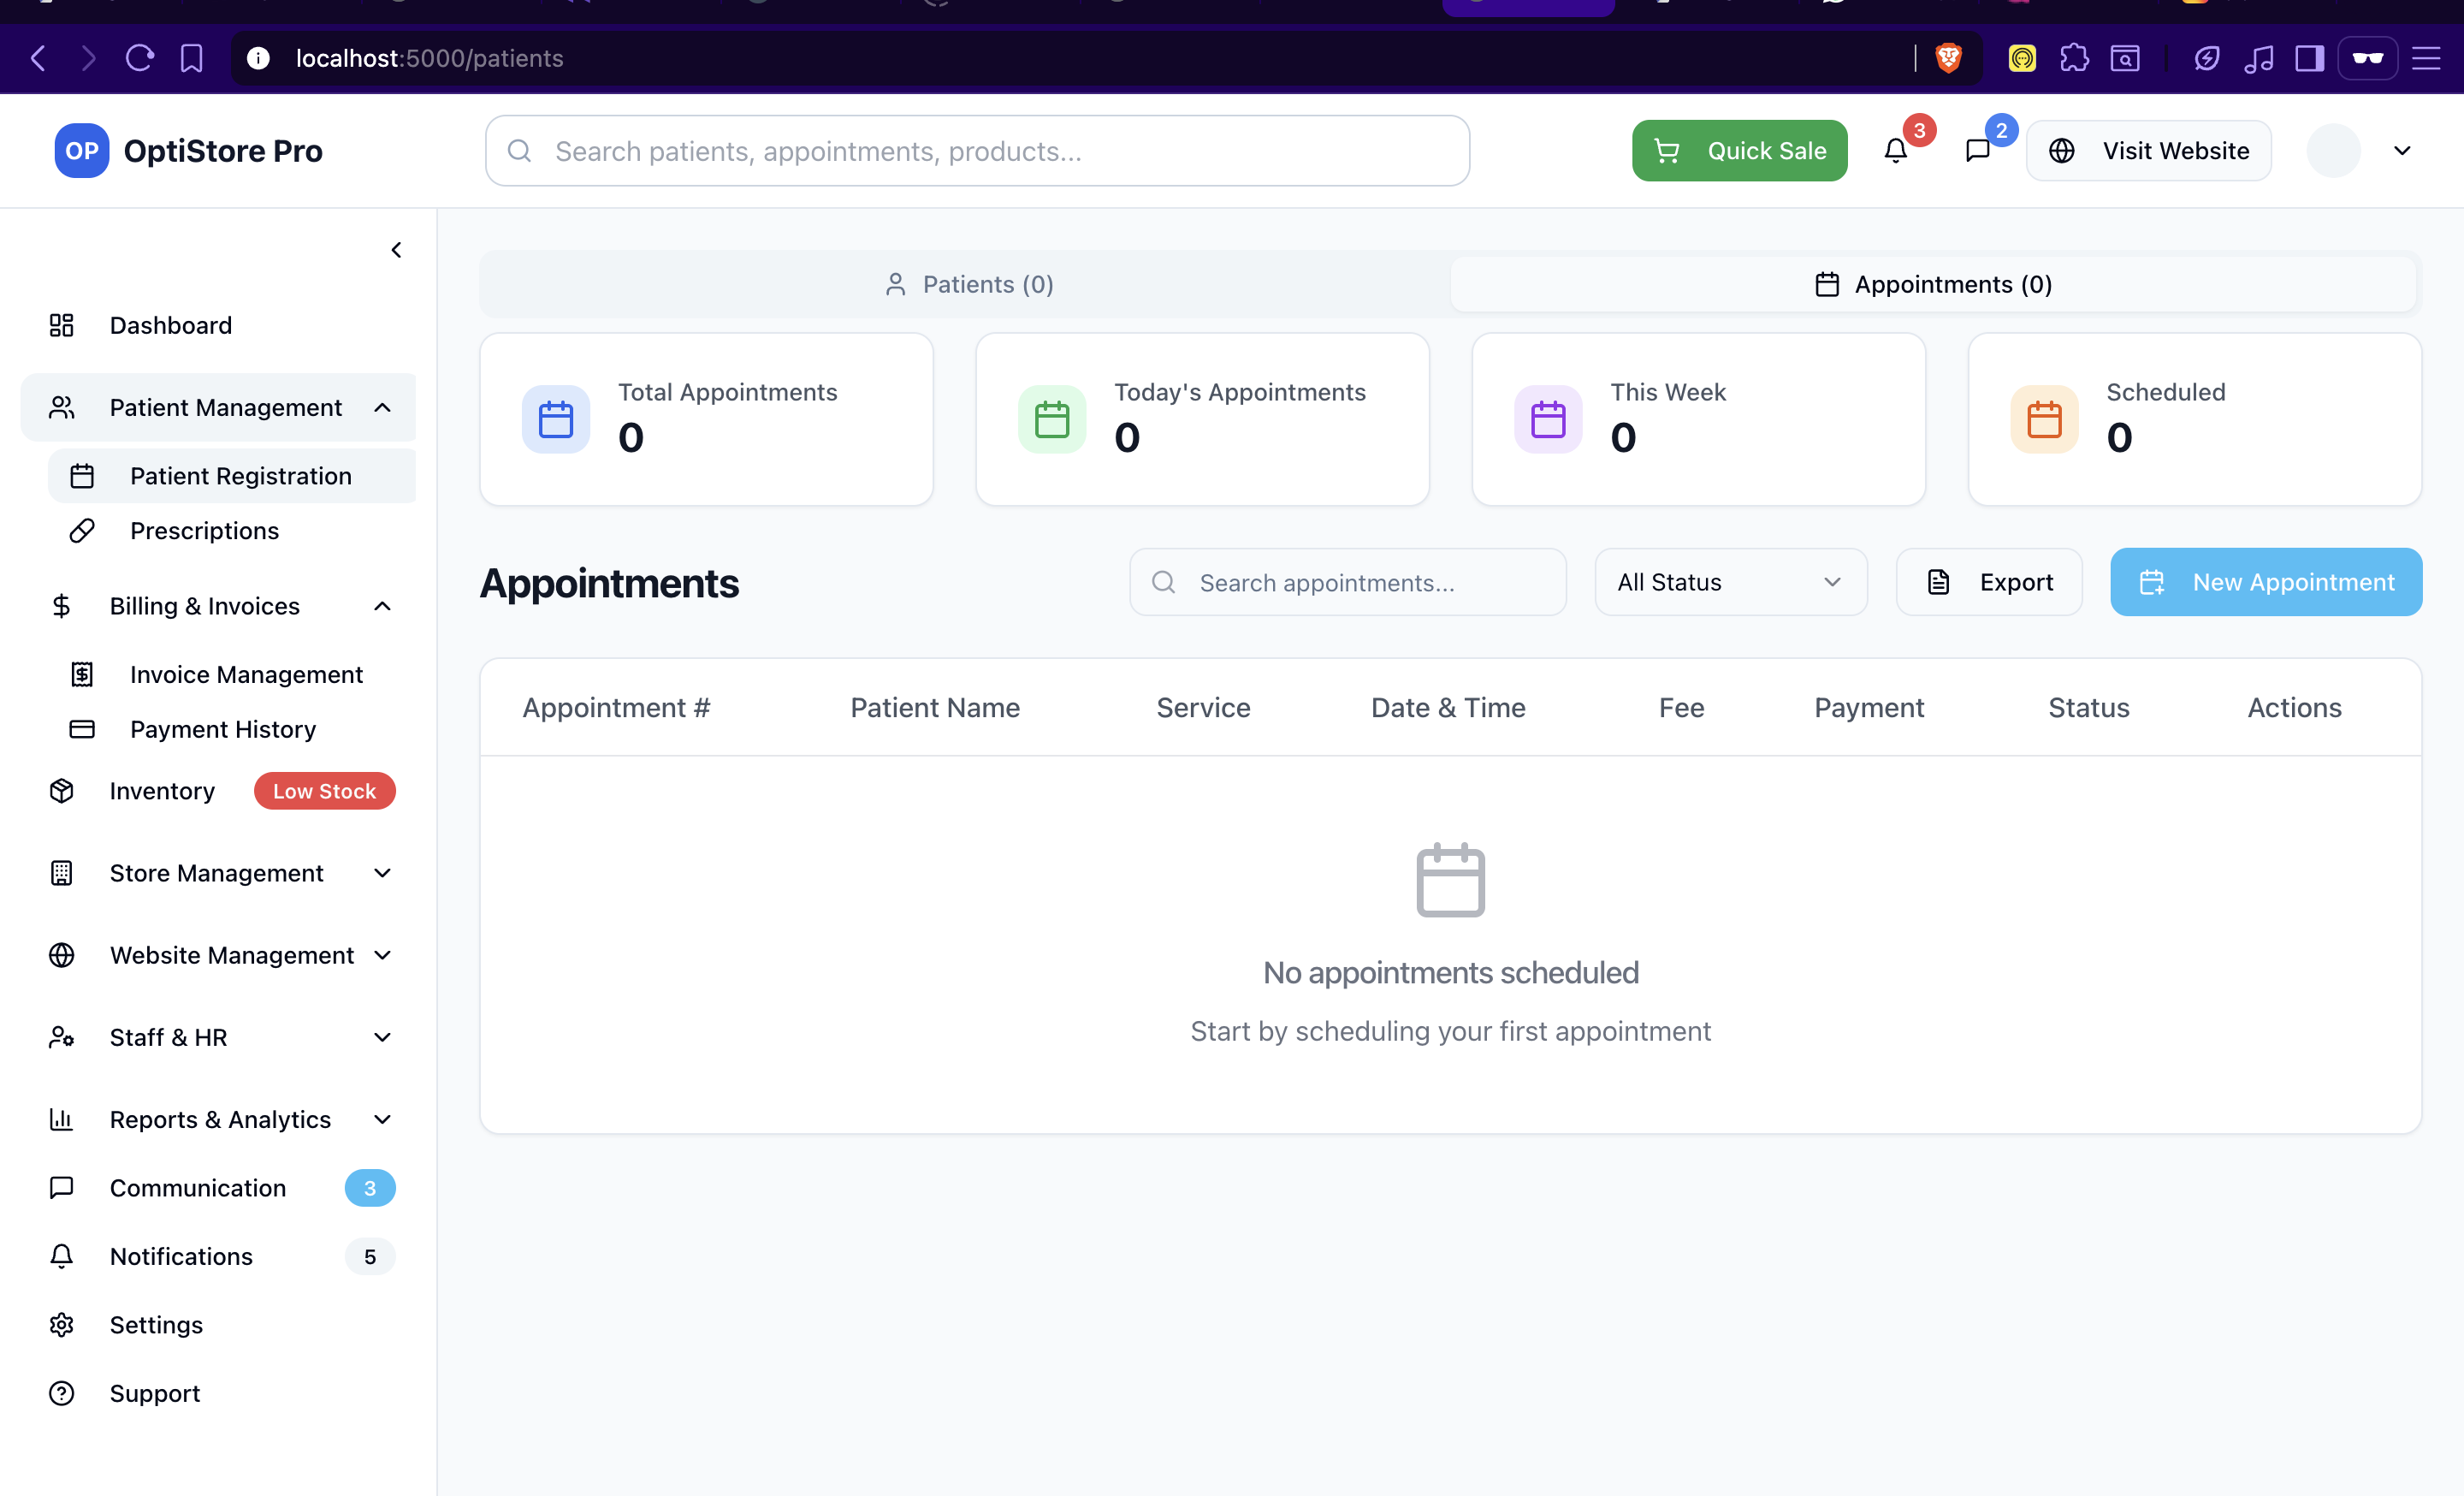 localhost:5000/patients
OP OptiStore Pro
Search patients, appointments, products...
Quick Sale
3
2
Visit Website
Dashboard
Patient Management
Patient Registration
Prescriptions
Billing & Invoices
Invoice Management
Payment History
Inventory Low Stock
Store Management
Website Management
Staff & HR
Reports & Analytics
Communication 3
Notifications 5
Settings
Support
Patients (0)
Appointments (0)
Total Appointments
0
Today's Appointments
0
This Week
0
Scheduled
0
Appointments
Search appointments...
All Status
Export
New Appointment
Appointment # Patient Name Service Date & Time Fee Payment Status Actions
No appointments scheduled
Start by scheduling your first appointment